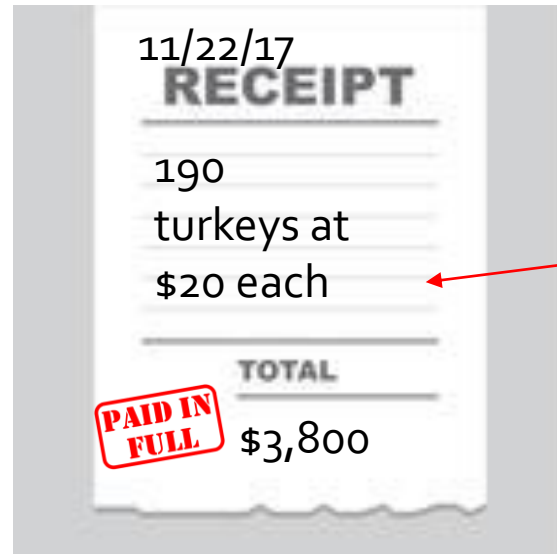 11/22/17
RECEIPT
190
turkeys at
$20 each
TOTAL
PAID IN
FULL
$3,800